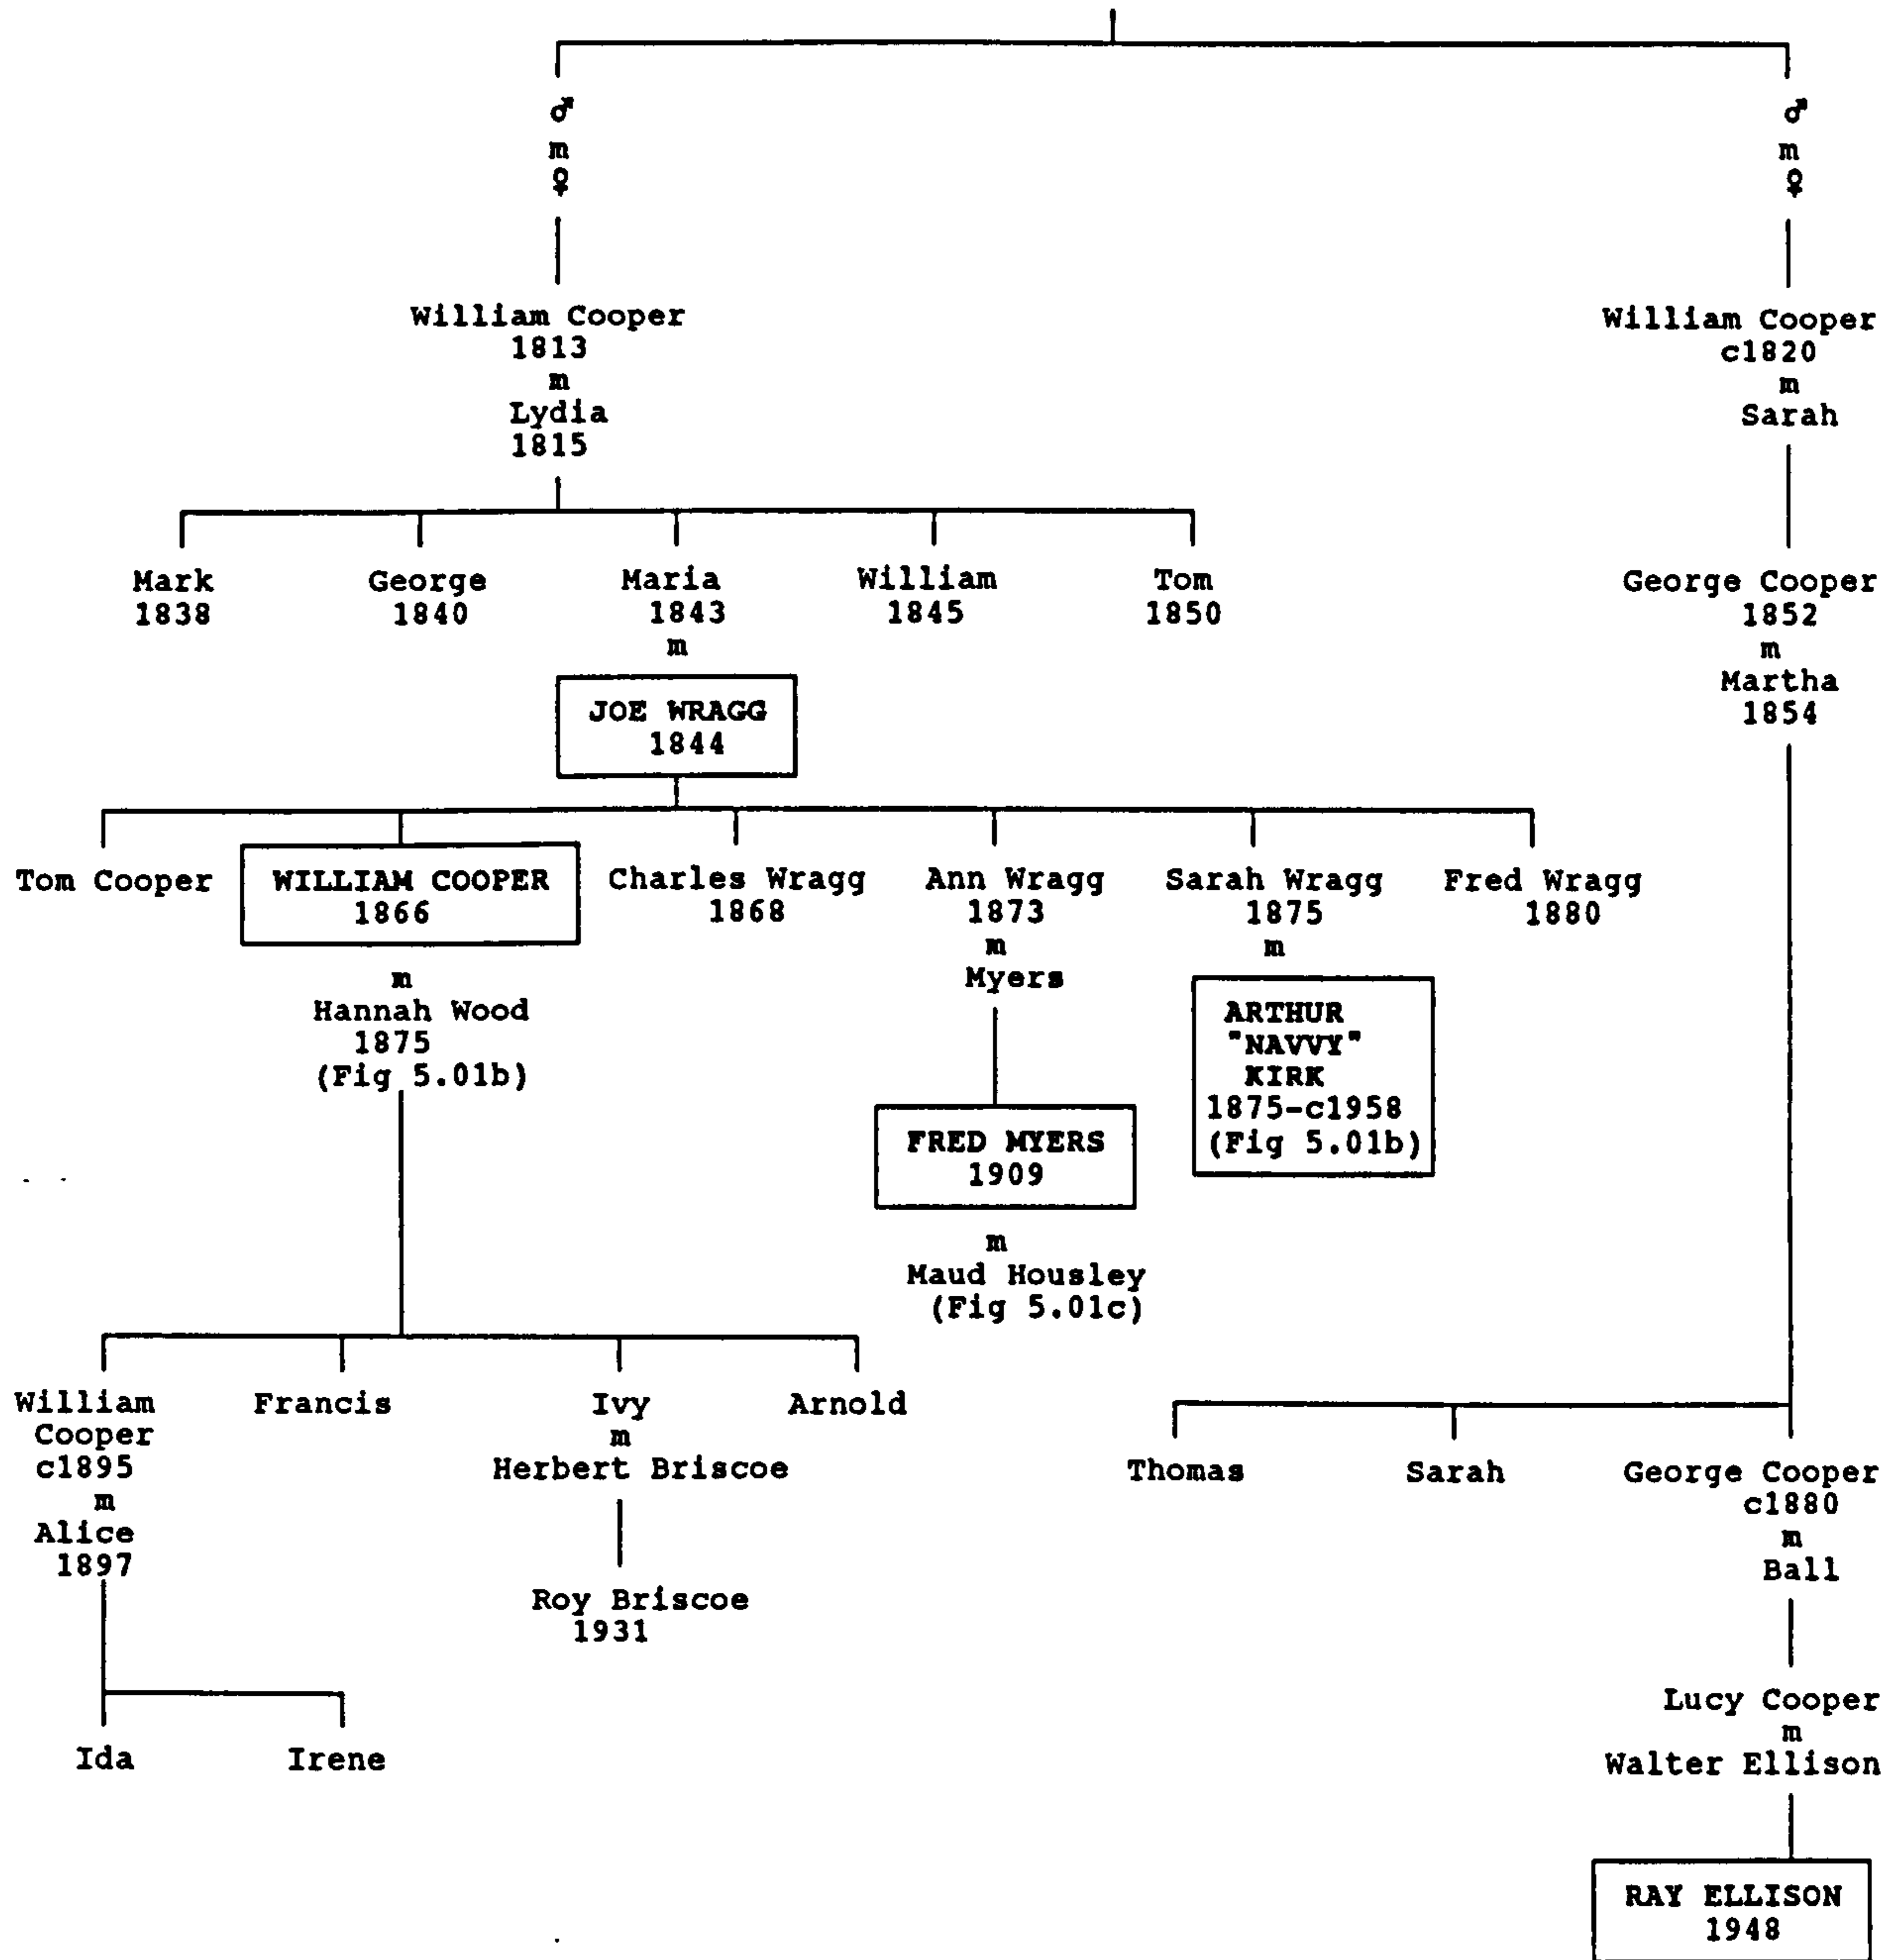 ♂ ♂
m m
♀ ♀
William Cooper
1813
m
Lydia
1815
William Cooper
c1820
m
Sarah
Mark
1838
George
1840
Maria
1843
m
William
1845
Tom
1850
George Cooper
1852
m
Martha
1854
JOE WRAGG
1844
Tom Cooper
WILLIAM COOPER
1866
m
Hannah Wood
1875
(Fig 5.01b)
Charles Wragg
1868
Ann Wragg
1873
m
Myers
Sarah Wragg
1875
m
ARTHUR
"NAVVY"
KIRK
1875-c1958
(Fig 5.01b)
Fred Wragg
1880
FRED MYERS
1909
m
Maud Housley
(Fig 5.01c)
William
Cooper
c1895
m
Alice
1897
Francis
Ivy
m
Herbert Briscoe
Arnold
Roy Briscoe
1931
Ida
Irene
Thomas
Sarah
George Cooper
c1880
m
Ball
Lucy Cooper
m
Walter Ellison
RAY ELLISON
1948